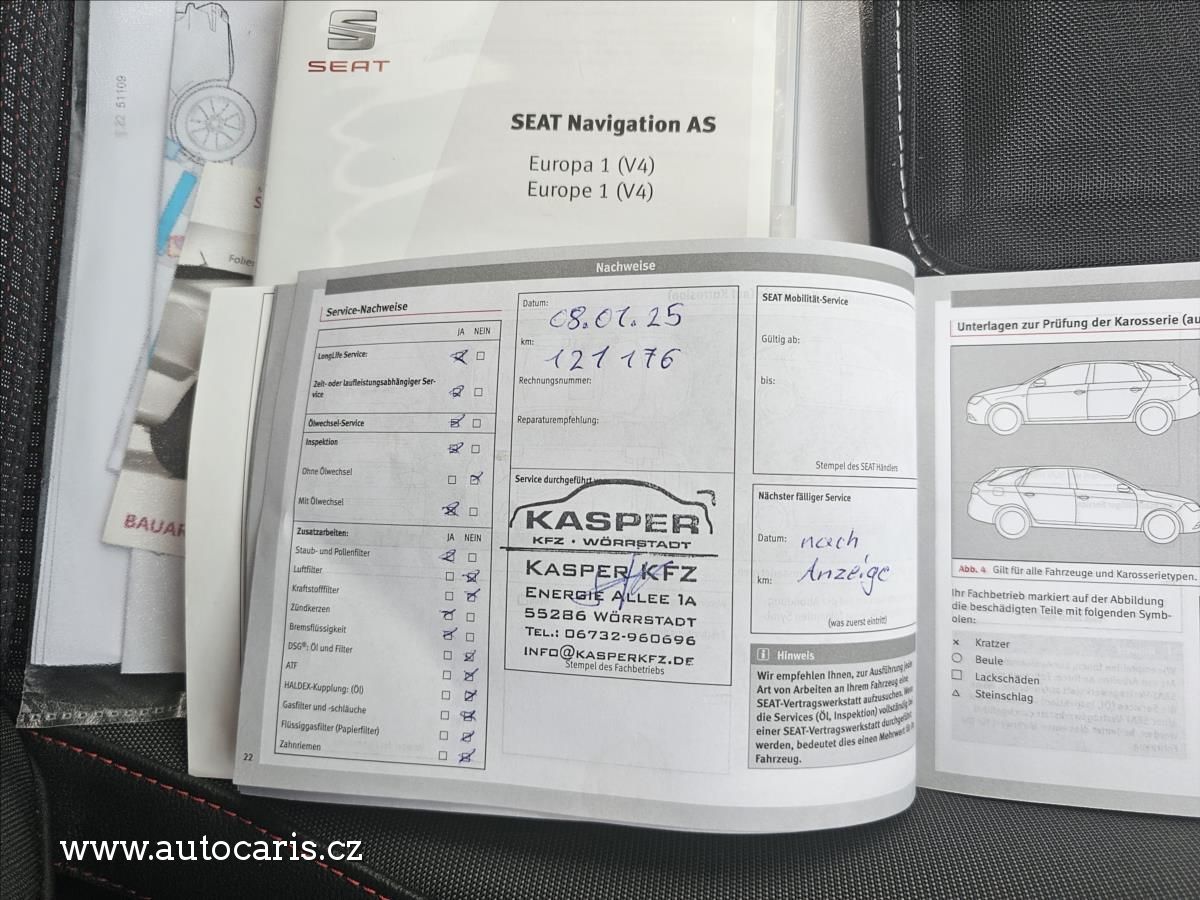 22 51109
SEAT
SEAT Navigation AS
Europa 1 (V4)
Europe 1 (V4)
BAUAR
Nachweise
Service-Nachweise
JA NEIN
LongLife Service:
Zeit- oder laufleistungsabhängiger Ser-
vice
Ölwechsel-Service
Inspektion
Ohne Ölwechsel
Mit Ölwechsel
Zusatzarbeiten:
JA NEIN
Staub- und Pollenfilter
Luftfilter
Kraftstofffilter
Zündkerzen
Bremsflüssigkeit
DSG®: Öl und Filter
ATF
HALDEX-Kupplung: (Öl)
Gasfilter und -schläuche
Flüssiggasfilter (Papierfilter)
Zahnriemen
22
Datum:
08.01.25
km:
121 176
Rechnungsnummer:
Reparaturempfehlung:
Service durchgeführt
KASPER
KFZ · WÖRRSTADT
KASPER KFZ
ENERGIE ALLEE 1A
55286 WÖRRSTADT
TEL.: 06732-960696
INFO@KASPERKFZ.DE
Stempel des Fachbetriebs
SEAT Mobilität-Service
Gültig ab:
bis:
Stempel des SEAT Händlers
Nächster fälliger Service
Datum: nach
km: Anzeige
(was zuerst eintritt)
Hinweis
Wir empfehlen Ihnen, zur Ausführung jeder
Art von Arbeiten an Ihrem Fahrzeug eine
SEAT-Vertragswerkstatt aufzusuchen. Wenn
die Services (Öl, Inspektion) vollständig bei
einer SEAT-Vertragswerkstatt durchgeführt
werden, bedeutet dies einen Mehrwert für Ihr
Fahrzeug.
Unterlagen zur Prüfung der Karosserie (au
Abb. 4 Gilt für alle Fahrzeuge und Karosserietypen.
Ihr Fachbetrieb markiert auf der Abbildung
die beschädigten Teile mit folgenden Symb-
olen:
× Kratzer
○ Beule
□ Lackschäden
△ Steinschlag
www.autocaris.cz